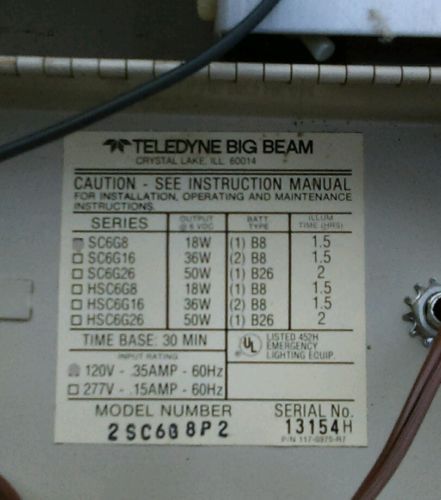 TELEDYNE BIG BEAM
CRYSTAL LAKE, ILL. 60014
CAUTION - SEE INSTRUCTION MANUAL
FOR INSTALLATION, OPERATING AND MAINTENANCE
INSTRUCTIONS.
SERIES OUTPUT @ 6 VDC BATT TYPE ILLUM TIME (HRS)
SC6G8 18W (1) B8 1.5
SC6G16 36W (2) B8 1.5
SC6G26 50W (1) B26 2
HSC6G8 18W (1) B8 1.5
HSC6G16 36W (2) B8 1.5
HSC6G26 50W (1) B26 2
TIME BASE: 30 MIN
INPUT RATING
120V - .35AMP - 60Hz
277V - .15AMP - 60Hz
UL LISTED 452H
EMERGENCY
LIGHTING EQUIP.
MODEL NUMBER SERIAL No.
2SC6G8P2 13154H
P/N 117-0975-R7